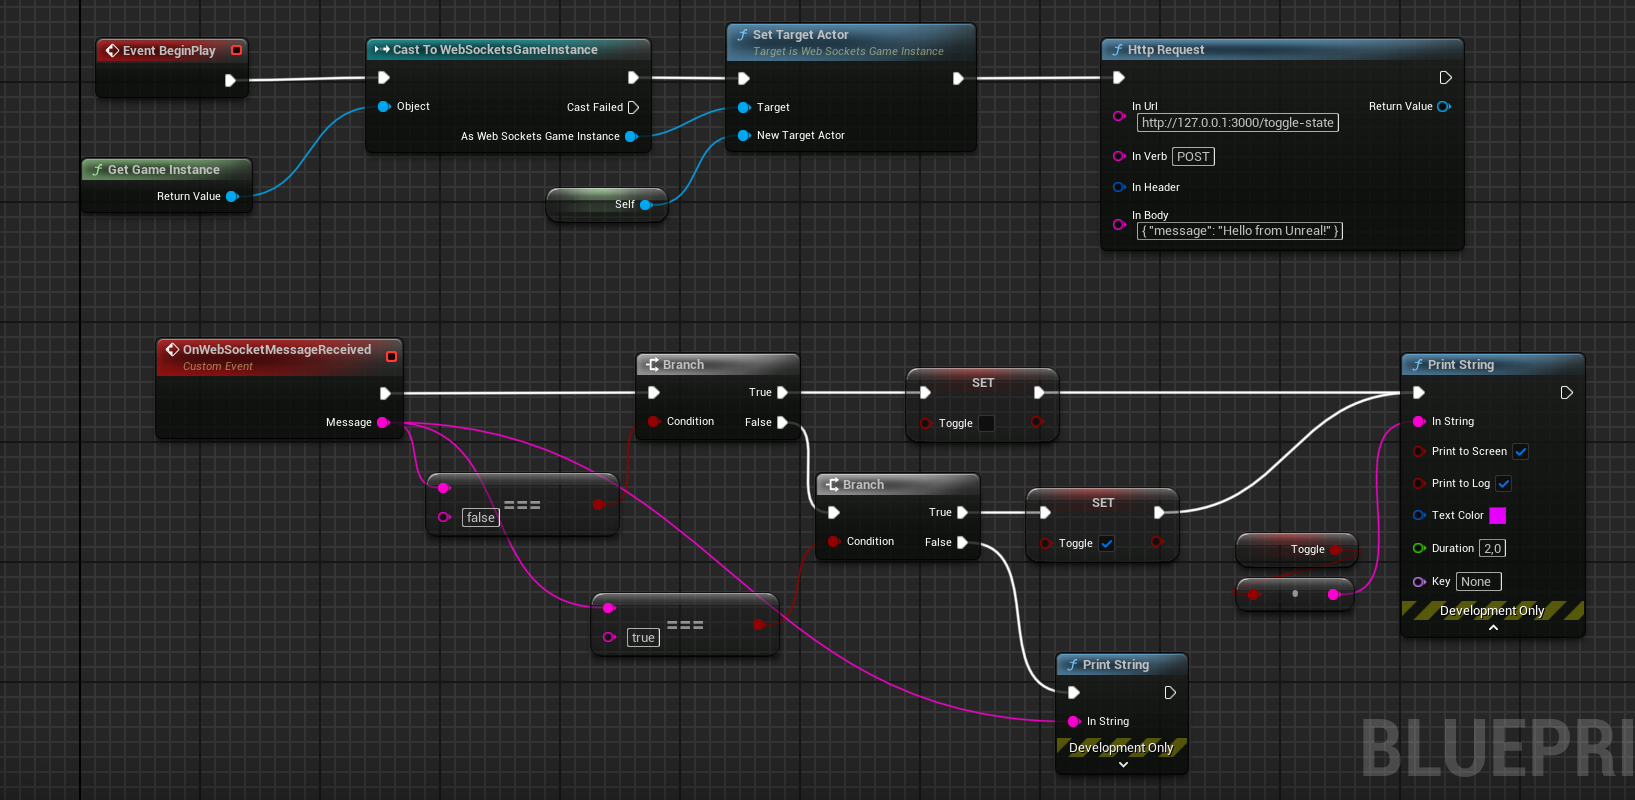 Event BeginPlay
Cast To WebSocketsGameInstance
Object
Cast Failed
As Web Sockets Game Instance
Get Game Instance
Return Value
Self
Set Target Actor
Target is Web Sockets Game Instance
Target
New Target Actor
Http Request
In Url
http://127.0.0.1:3000/toggle-state
Return Value
In Verb POST
In Header
In Body
{ "message": "Hello from Unreal!" }
OnWebSocketMessageReceived
Custom Event
Message
===
false
===
true
Branch
True
Condition
False
Branch
True
Condition
False
SET
Toggle
SET
Toggle
Toggle
Print String
In String
Print to Screen
Print to Log
Text Color
Duration 2,0
Key None
Development Only
Print String
In String
Development Only
BLUEPRI